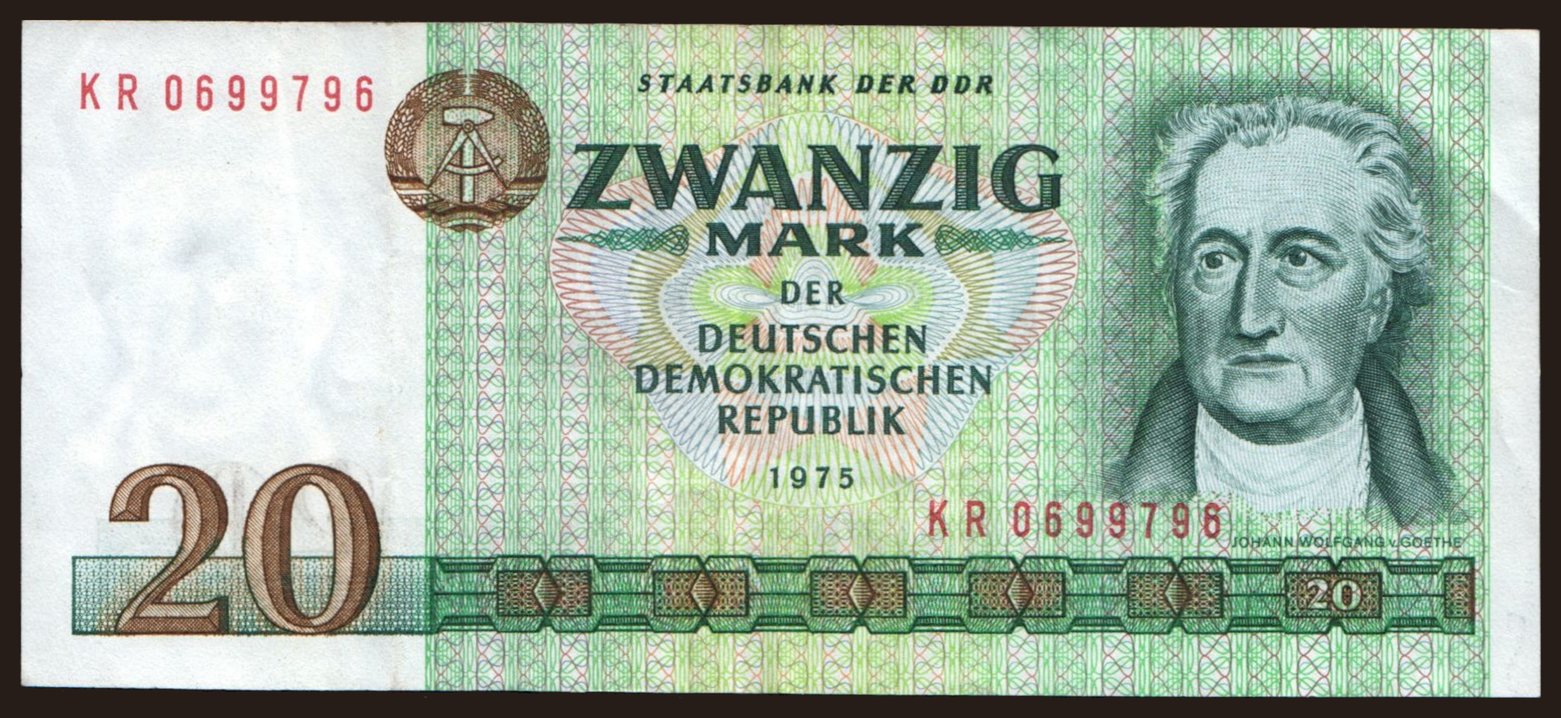 KR 0699796
STAATSBANK DER DDR
ZWANZIG
MARK
DER
DEUTSCHEN
DEMOKRATISCHEN
REPUBLIK
1975
KR 0699796
JOHANN WOLFGANG v. GOETHE
20
20